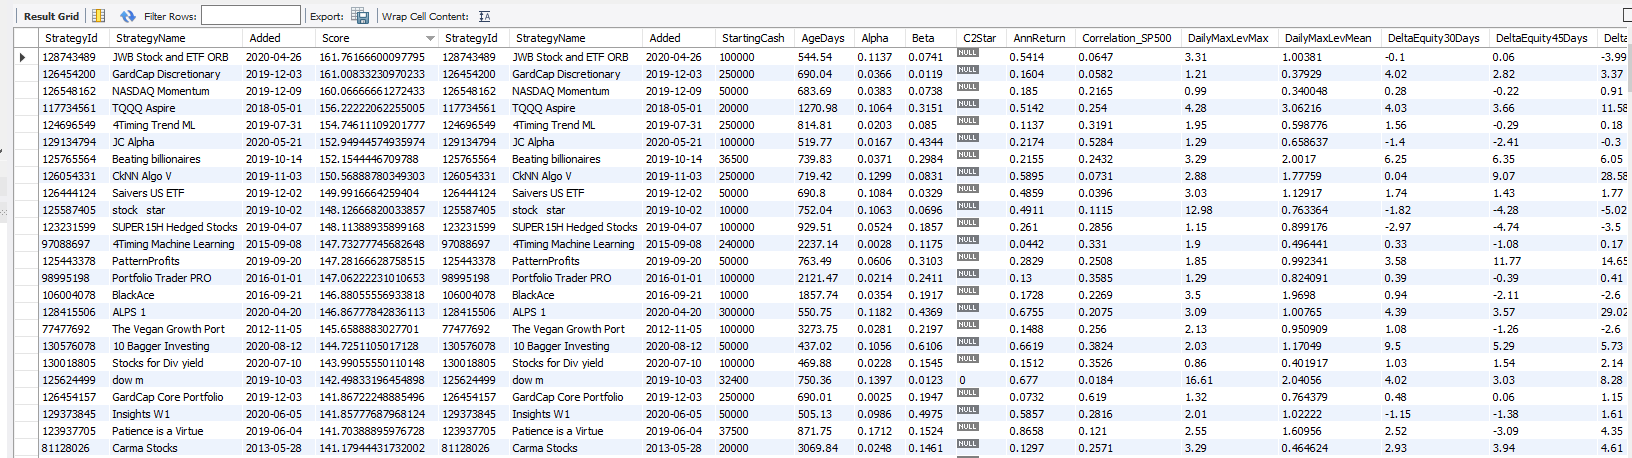 Result Grid Filter Rows: Export: Wrap Cell Content: IA
StrategyId StrategyName Added Score StrategyId StrategyName Added StartingCash AgeDays Alpha Beta C2Star AnnReturn Correlation_SP500 DailyMaxLevMax DailyMaxLevMean DeltaEquity30Days DeltaEquity45Days Delta
128743489 JWB Stock and ETF ORB 2020-04-26 161.76166600097795 128743489 JWB Stock and ETF ORB 2020-04-26 100000 544.54 0.1137 0.0741 NULL 0.5414 0.0647 3.31 1.00381 -0.1 0.06 -3.99
126454200 GardCap Discretionary 2019-12-03 161.00833230970233 126454200 GardCap Discretionary 2019-12-03 250000 690.04 0.0366 0.0119 NULL 0.1604 0.0582 1.21 0.37929 4.02 2.82 3.37
126548162 NASDAQ Momentum 2019-12-09 160.06666661272433 126548162 NASDAQ Momentum 2019-12-09 50000 683.69 0.0383 0.0738 NULL 0.185 0.2165 0.99 0.340048 0.28 -0.22 0.91
117734561 TQQQ Aspire 2018-05-01 156.22222062255005 117734561 TQQQ Aspire 2018-05-01 20000 1270.98 0.1064 0.3151 NULL 0.5142 0.254 4.28 3.06216 4.03 3.66 11.58
124696549 4Timing Trend ML 2019-07-31 154.74611109201777 124696549 4Timing Trend ML 2019-07-31 250000 814.81 0.0203 0.085 NULL 0.1137 0.3191 1.95 0.598776 1.56 -0.29 0.18
129134794 JC Alpha 2020-05-21 152.94944574935974 129134794 JC Alpha 2020-05-21 250000 519.77 0.0167 0.4344 NULL 0.2174 0.5284 1.29 0.658637 -1.4 -2.41 -0.3
125765564 Beating billionaires 2019-10-14 152.1544446709788 125765564 Beating billionaires 2019-10-14 36500 739.83 0.0371 0.2984 NULL 0.2155 0.2432 3.29 2.0017 6.25 6.35 6.05
126054331 CkNN Algo V 2019-11-03 150.56888780349303 126054331 CkNN Algo V 2019-11-03 250000 719.42 0.1299 0.0831 NULL 0.5895 0.0731 2.88 1.77759 0.04 9.07 28.58
126444124 Saivers US ETF 2019-12-02 149.9916664259404 126444124 Saivers US ETF 2019-12-02 50000 690.8 0.1084 0.0329 NULL 0.4859 0.0396 3.03 1.12917 1.74 1.43 1.77
125587405 stock star 2019-10-02 148.12666820033857 125587405 stock star 2019-10-02 10000 752.04 0.1063 0.0696 NULL 0.4911 0.1115 12.98 0.763364 -1.82 -4.28 -5.02
123231599 SUPER15H Hedged Stocks 2019-04-07 148.11388935899168 123231599 SUPER15H Hedged Stocks 2019-04-07 100000 929.51 0.0524 0.1857 NULL 0.261 0.2856 1.15 0.899176 -2.97 -4.74 -3.5
97088697 4Timing Machine Learning 2015-09-08 147.73277745682648 97088697 4Timing Machine Learning 2015-09-08 240000 2237.14 0.0028 0.1175 NULL 0.0442 0.331 1.9 0.496441 0.33 -1.08 0.17
125443378 PatternProfits 2019-09-20 147.28166628758515 125443378 PatternProfits 2019-09-20 50000 763.49 0.0606 0.3103 NULL 0.2829 0.2508 1.85 0.992341 3.58 11.77 14.65
98995198 Portfolio Trader PRO 2016-01-01 147.06222231010653 98995198 Portfolio Trader PRO 2016-01-01 100000 2121.47 0.0214 0.2411 NULL 0.13 0.3585 1.29 0.824091 0.39 -0.39 0.41
106004078 BlackAce 2016-09-21 146.88055556933818 106004078 BlackAce 2016-09-21 10000 1857.74 0.0354 0.1917 NULL 0.1728 0.2269 3.5 1.9698 0.94 -2.11 -2.6
128415506 ALPS 1 2020-04-20 146.86777842836113 128415506 ALPS 1 2020-04-20 300000 550.75 0.1182 0.4369 NULL 0.6755 0.2075 3.09 1.00765 4.39 3.57 29.02
77477692 The Vegan Growth Port 2012-11-05 145.6588883027701 77477692 The Vegan Growth Port 2012-11-05 100000 3273.75 0.0281 0.2197 NULL 0.1488 0.256 2.13 0.950909 1.08 -1.26 -2.6
130576078 10 Bagger Investing 2020-08-12 144.7251105017128 130576078 10 Bagger Investing 2020-08-12 50000 437.02 0.1056 0.6106 NULL 0.6619 0.3824 2.03 1.17049 9.5 5.29 5.73
130018885 Stocks for Div yield 2020-07-10 143.99055550110148 130018885 Stocks for Div yield 2020-07-10 100000 469.88 0.0228 0.1545 NULL 0.1512 0.3526 0.86 0.401917 1.03 1.54 2.14
125624499 dow m 2019-10-03 142.49833196454898 125624499 dow m 2019-10-03 32400 750.36 0.1397 0.0123 0 0.677 0.0184 16.61 2.04056 4.02 3.03 8.28
126454157 GardCap Core Portfolio 2019-12-03 141.86722248885496 126454157 GardCap Core Portfolio 2019-12-03 250000 690.01 0.0025 0.1947 NULL 0.0732 0.619 1.32 0.764379 0.48 0.06 1.15
129373845 Insights W1 2020-06-05 141.85777687968124 129373845 Insights W1 2020-06-05 50000 505.13 0.0986 0.4975 NULL 0.5857 0.2816 2.01 1.02222 -1.15 -1.38 1.61
123937705 Patience is a Virtue 2019-06-04 141.70388895976728 123937705 Patience is a Virtue 2019-06-04 37500 871.75 0.1712 0.1524 NULL 0.8658 0.121 2.55 1.60956 2.52 -3.09 4.35
81128026 Carma Stocks 2013-05-28 141.17944431732002 81128026 Carma Stocks 2013-05-28 20000 3069.84 0.0248 0.1461 NULL 0.1297 0.2571 3.29 0.464624 2.93 3.94 4.61